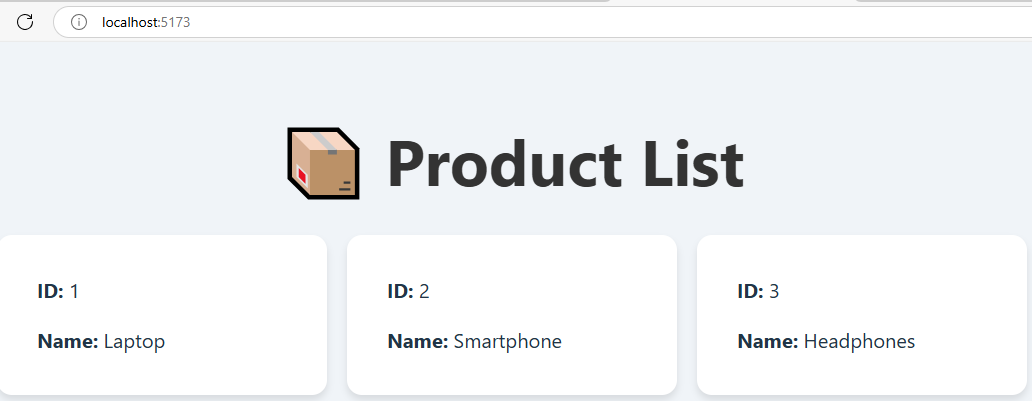 localhost:5173
📦 Product List
ID: 1
Name: Laptop
ID: 2
Name: Smartphone
ID: 3
Name: Headphones